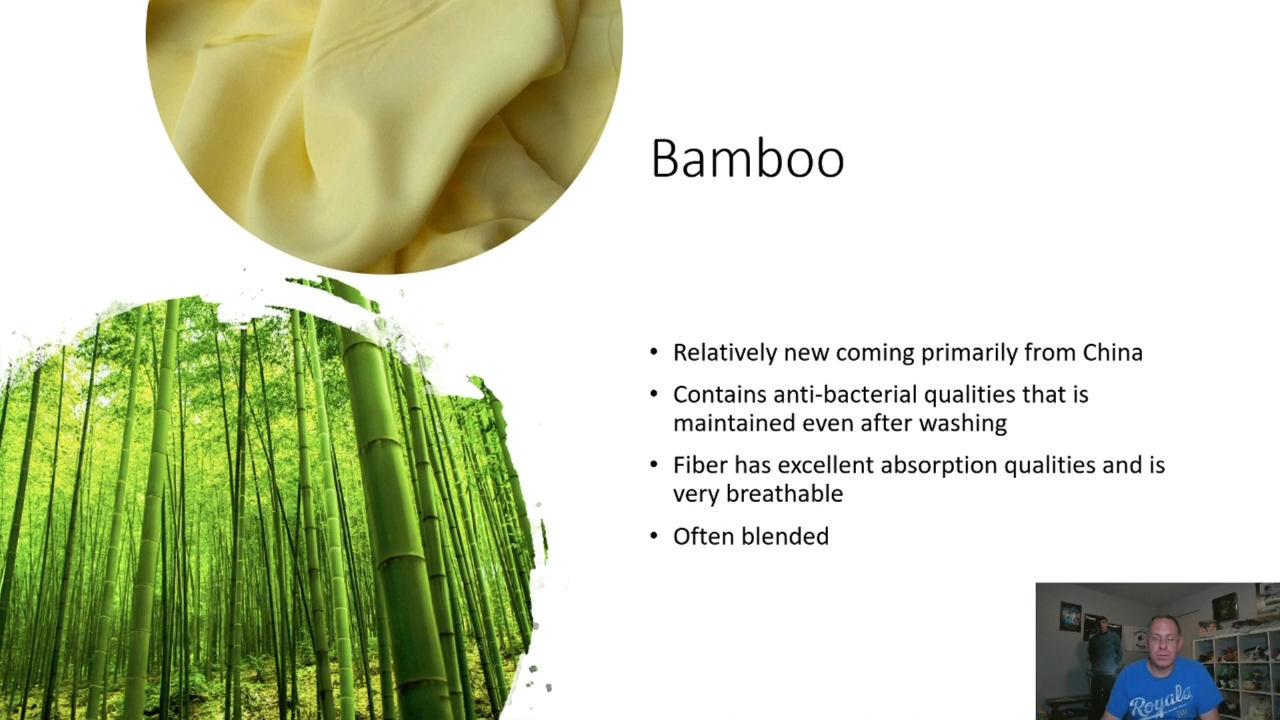 Bamboo
• Relatively new coming primarily from China
• Contains anti-bacterial qualities that is
maintained even after washing
• Fiber has excellent absorption qualities and is
very breathable
• Often blended
Royals